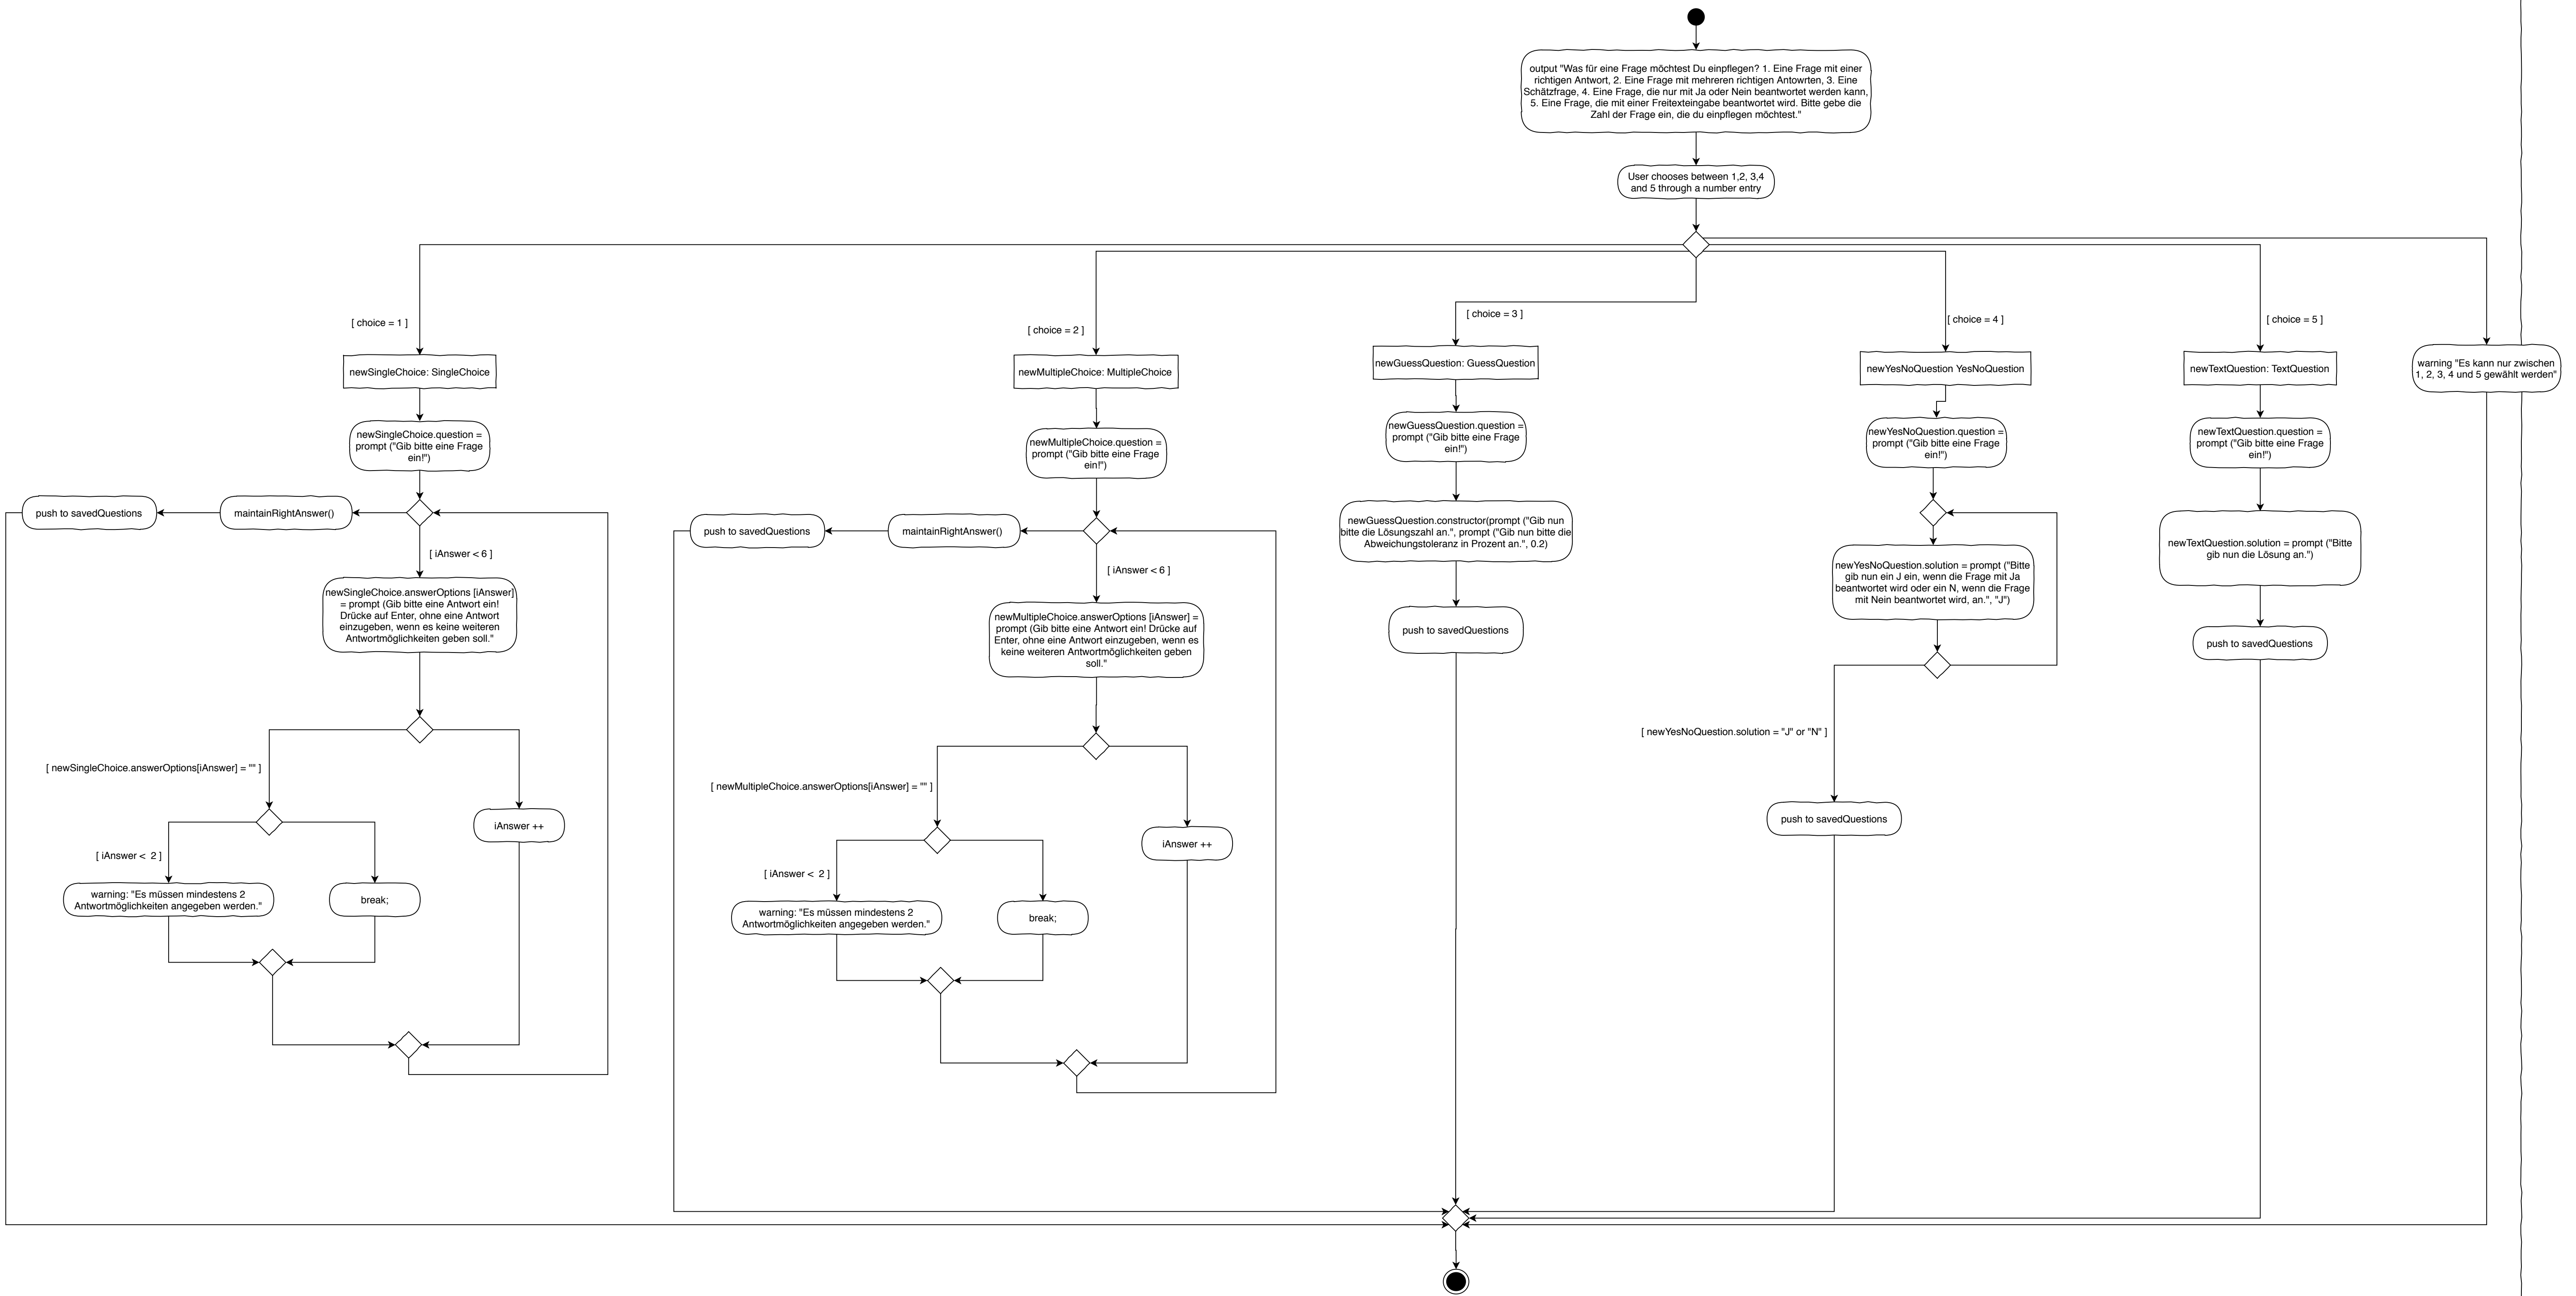 output "Was für eine Frage möchtest Du einpflegen? 1. Eine Frage mit einer
richtigen Antwort, 2. Eine Frage mit mehreren richtigen Antowrten, 3. Eine
Schätzfrage, 4. Eine Frage, die nur mit Ja oder Nein beantwortet werden kann,
5. Eine Frage, die mit einer Freitexteingabe beantwortet wird. Bitte gebe die
Zahl der Frage ein, die du einpflegen möchtest."
User chooses between 1,2, 3,4
and 5 through a number entry
[ choice = 1 ]
newSingleChoice: SingleChoice
newSingleChoice.question =
prompt ("Gib bitte eine Frage
ein!")
push to savedQuestions
maintainRightAnswer()
[ iAnswer < 6 ]
newSingleChoice.answerOptions [iAnswer]
= prompt (Gib bitte eine Antwort ein!
Drücke auf Enter, ohne eine Antwort
einzugeben, wenn es keine weiteren
Antwortmöglichkeiten geben soll."
[ newSingleChoice.answerOptions[iAnswer] = "" ]
iAnswer ++
[ iAnswer <  2 ]
warning: "Es müssen mindestens 2
Antwortmöglichkeiten angegeben werden."
break;
[ choice = 2 ]
newMultipleChoice: MultipleChoice
newMultipleChoice.question =
prompt ("Gib bitte eine Frage
ein!")
push to savedQuestions
maintainRightAnswer()
[ iAnswer < 6 ]
newMultipleChoice.answerOptions [iAnswer] =
prompt (Gib bitte eine Antwort ein! Drücke auf
Enter, ohne eine Antwort einzugeben, wenn es
keine weiteren Antwortmöglichkeiten geben
soll."
[ newMultipleChoice.answerOptions[iAnswer] = "" ]
iAnswer ++
[ iAnswer <  2 ]
warning: "Es müssen mindestens 2
Antwortmöglichkeiten angegeben werden."
break;
[ choice = 3 ]
newGuessQuestion: GuessQuestion
newGuessQuestion.question =
prompt ("Gib bitte eine Frage
ein!")
newGuessQuestion.constructor(prompt ("Gib nun
bitte die Lösungszahl an.", prompt ("Gib nun bitte die
Abweichungstoleranz in Prozent an.", 0.2)
push to savedQuestions
[ choice = 4 ]
newYesNoQuestion YesNoQuestion
newYesNoQuestion.question =
prompt ("Gib bitte eine Frage
ein!")
newYesNoQuestion.solution = prompt ("Bitte
gib nun ein J ein, wenn die Frage mit Ja
beantwortet wird oder ein N, wenn die Frage
mit Nein beantwortet wird, an.", "J")
[ newYesNoQuestion.solution = "J" or "N" ]
push to savedQuestions
[ choice = 5 ]
newTextQuestion: TextQuestion
newTextQuestion.question =
prompt ("Gib bitte eine Frage
ein!")
newTextQuestion.solution = prompt ("Bitte
gib nun die Lösung an.")
push to savedQuestions
warning "Es kann nur zwischen
1, 2, 3, 4 und 5 gewählt werden"